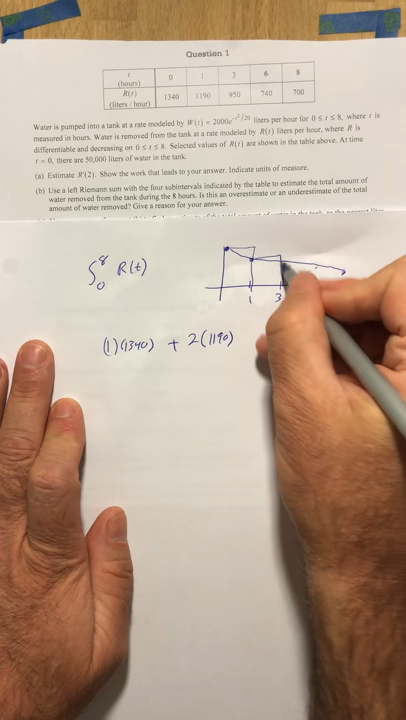 Question 1
t (hours) 0 1 3 6 8
R(t) (liters / hour) 1340 1190 950 740 700
Water is pumped into a tank at a rate modeled by W(t) = 2000e^(-t²/20) liters per hour for 0 ≤ t ≤ 8, where t is
measured in hours. Water is removed from the tank at a rate modeled by R(t) liters per hour, where R is
differentiable and decreasing on 0 ≤ t ≤ 8. Selected values of R(t) are shown in the table above. At time
t = 0, there are 50,000 liters of water in the tank.
(a) Estimate R′(2). Show the work that leads to your answer. Indicate units of measure.
(b) Use a left Riemann sum with the four subintervals indicated by the table to estimate the total amount of
water removed from the tank during the 8 hours. Is this an overestimate or an underestimate of the total
amount of water removed? Give a reason for your answer.
∫₀⁸ R(t)
1 3
(1)(1340) + 2(1190)